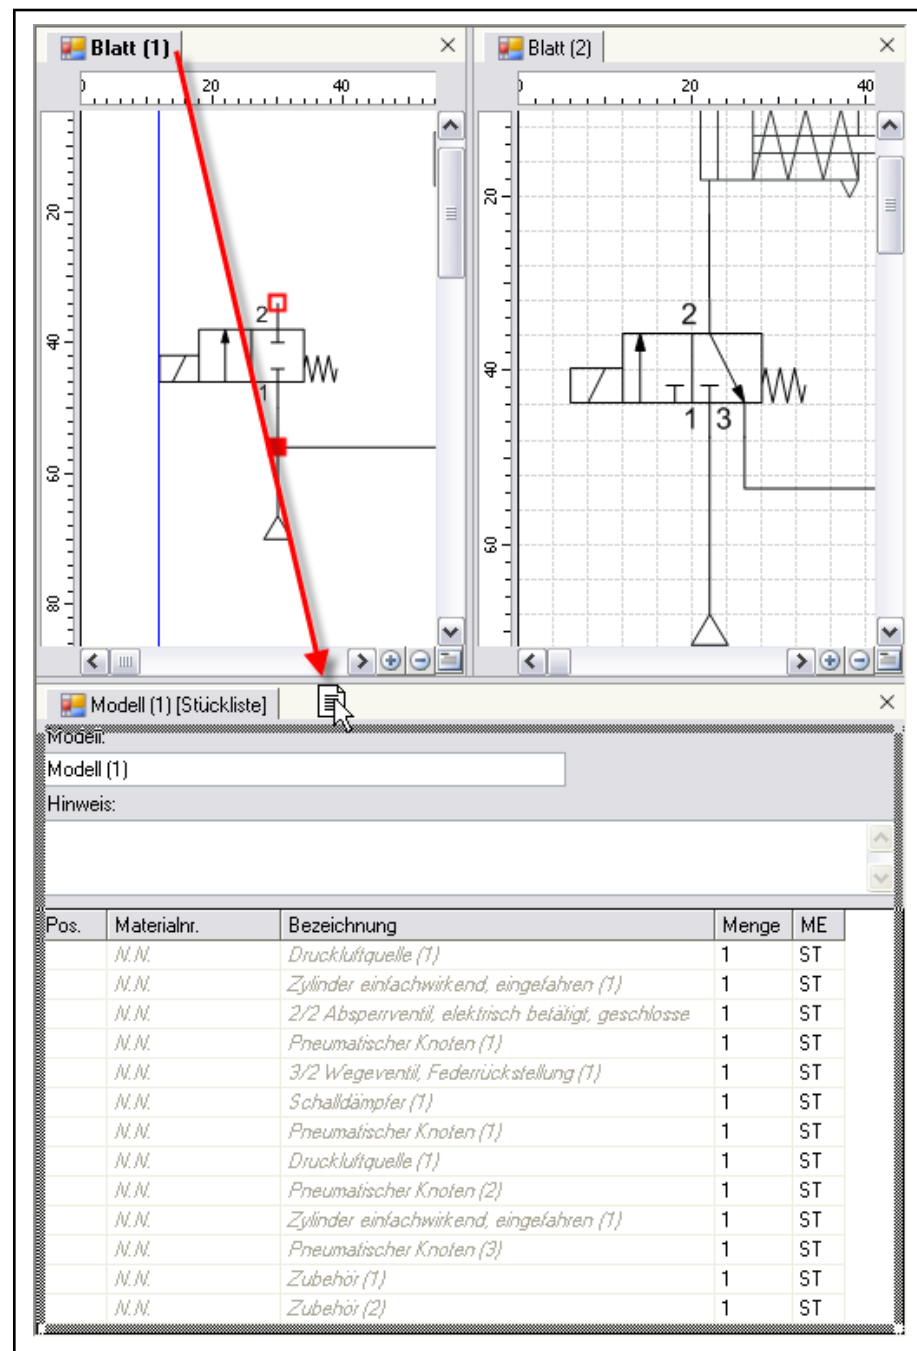 Blatt (1)
Blatt (2)
0 20 40
0 20 40
20
40
60
80
2
1
20
40
60
2
1 3
Modell (1) [Stückliste]
Modell:
Modell (1)
Hinweis:
Pos. Materialnr. Bezeichnung Menge ME
N.N. Druckluftquelle (1) 1 ST
N.N. Zylinder einfachwirkend, eingefahren (1) 1 ST
N.N. 2/2 Absperrventil, elektrisch betätigt, geschlosse 1 ST
N.N. Pneumatischer Knoten (1) 1 ST
N.N. 3/2 Wegeventil, Federrückstellung (1) 1 ST
N.N. Schalldämpfer (1) 1 ST
N.N. Pneumatischer Knoten (1) 1 ST
N.N. Druckluftquelle (1) 1 ST
N.N. Pneumatischer Knoten (2) 1 ST
N.N. Zylinder einfachwirkend, eingefahren (1) 1 ST
N.N. Pneumatischer Knoten (3) 1 ST
N.N. Zubehör (1) 1 ST
N.N. Zubehör (2) 1 ST